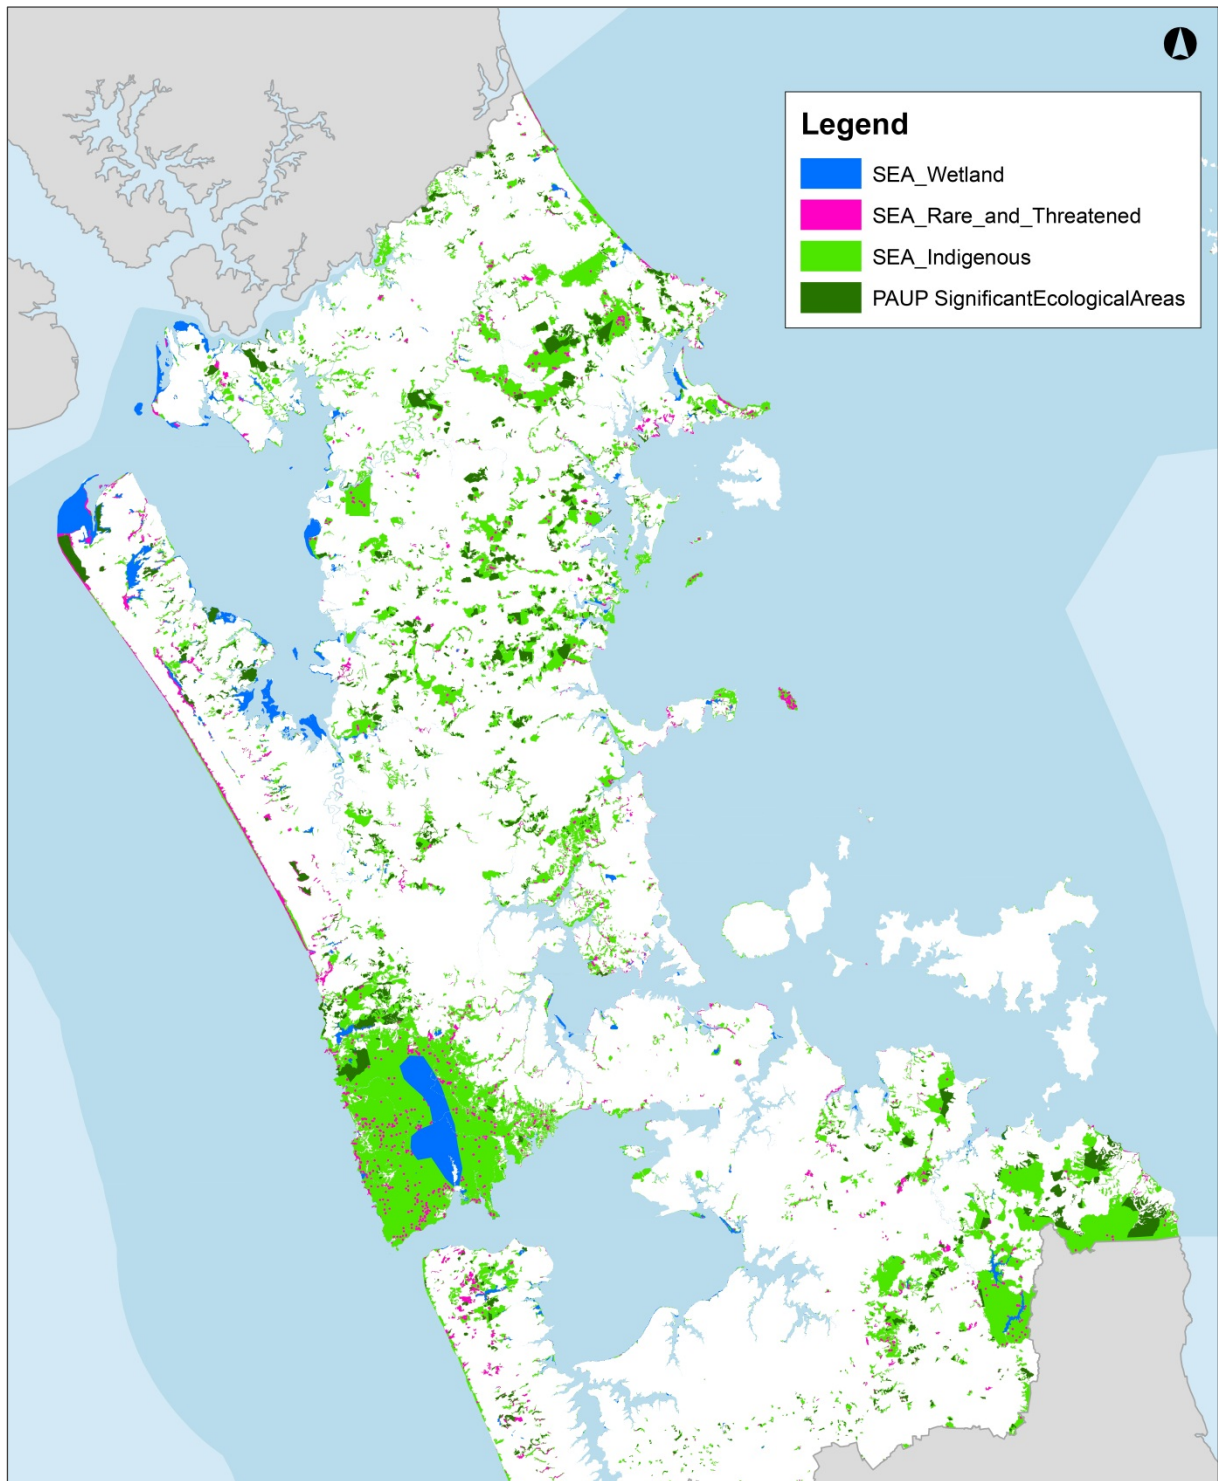 Legend
SEA_Wetland
SEA_Rare_and_Threatened
SEA_Indigenous
PAUP SignificantEcologicalAreas